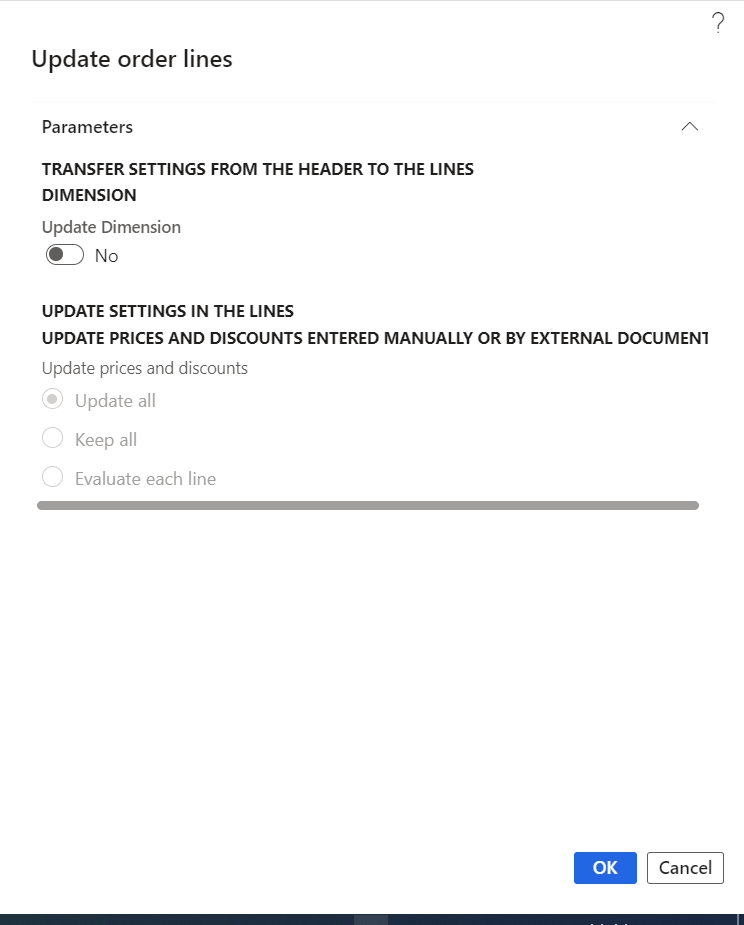 ?
Update order lines
Parameters
TRANSFER SETTINGS FROM THE HEADER TO THE LINES
DIMENSION
Update Dimension
No
UPDATE SETTINGS IN THE LINES
UPDATE PRICES AND DISCOUNTS ENTERED MANUALLY OR BY EXTERNAL DOCUMENT
Update prices and discounts
Update all
Keep all
Evaluate each line
OK Cancel